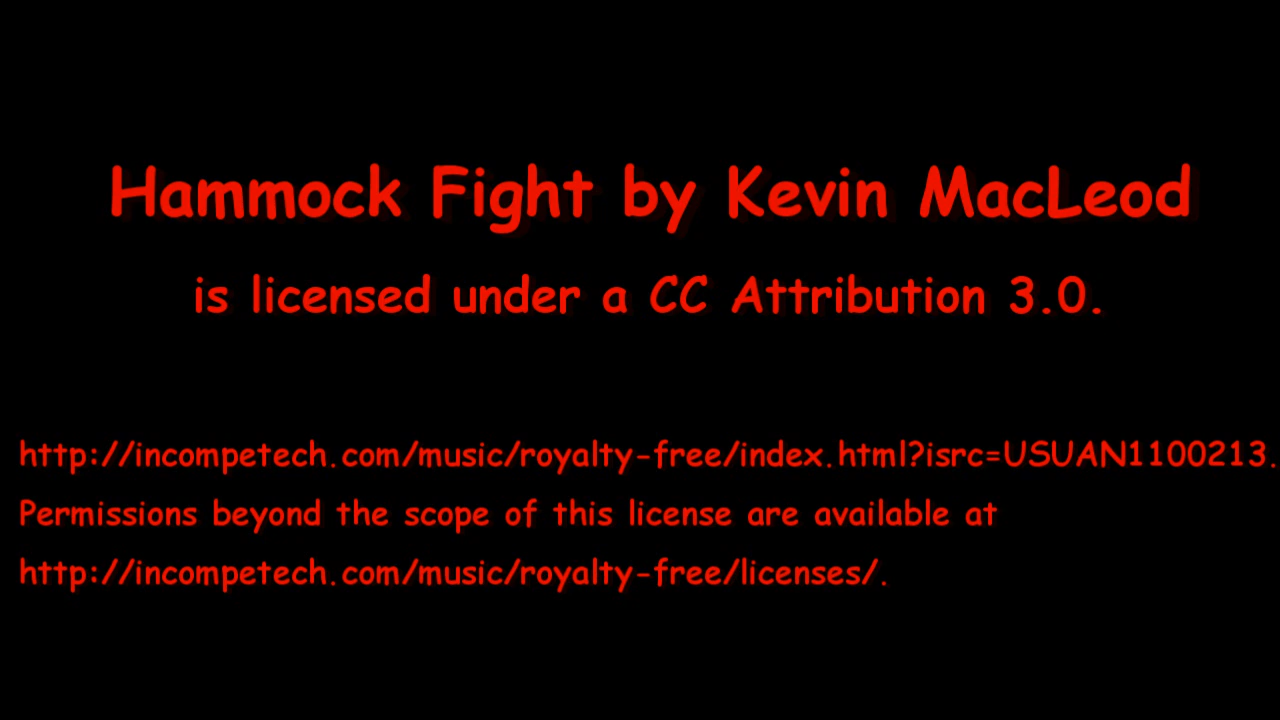 Hammock Fight by Kevin MacLeod
is licensed under a CC Attribution 3.0.
http://incompetech.com/music/royalty-free/index.html?isrc=USUAN1100213.
Permissions beyond the scope of this license are available at
http://incompetech.com/music/royalty-free/licenses/.